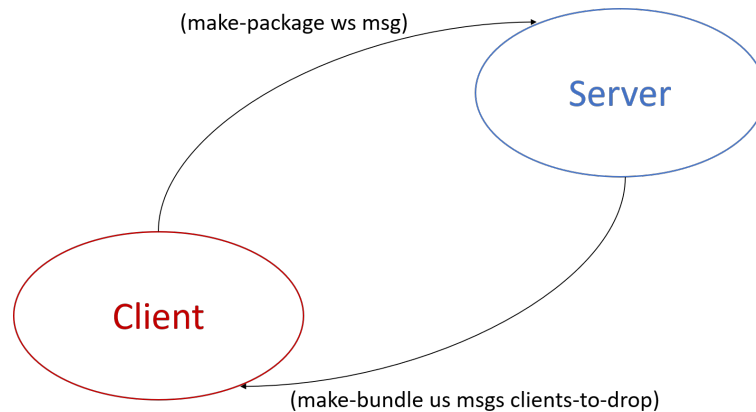 (make-package ws msg)
Server
Client
(make-bundle us msgs clients-to-drop)